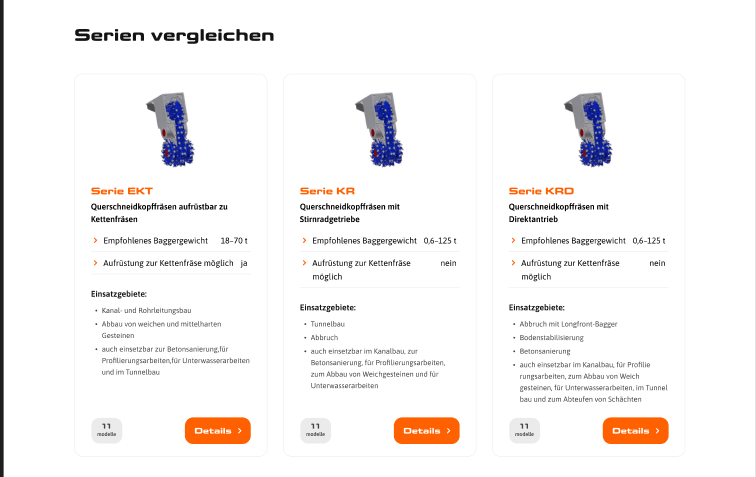 Serien vergleichen
Serie EKT
Querschneidkopffräsen aufrüstbar zu
Kettenfräsen
Empfohlenes Baggergewicht 18–70 t
Aufrüstung zur Kettenfräse möglich ja
Einsatzgebiete:
• Kanal- und Rohrleitungsbau
• Abbau von weichen und mittelharten
Gesteinen
• auch einsetzbar zur Betonsanierung,für
Profilierungsarbeiten,für Unterwasserarbeiten
und im Tunnelbau
11
modelle
Details
Serie KR
Querschneidkopffräsen mit
Stirnradgetriebe
Empfohlenes Baggergewicht 0,6–125 t
Aufrüstung zur Kettenfräse nein
möglich
Einsatzgebiete:
• Tunnelbau
• Abbruch
• auch einsetzbar im Kanalbau, zur
Betonsanierung, für Profilierungsarbeiten,
zum Abbau von Weichgesteinen und für
Unterwasserarbeiten
11
modelle
Details
Serie KRD
Querschneidkopffräsen mit
Direktantrieb
Empfohlenes Baggergewicht 0,6–125 t
Aufrüstung zur Kettenfräse nein
möglich
Einsatzgebiete:
• Abbruch mit Longfront-Bagger
• Bodenstabilisierung
• Betonsanierung
• auch einsetzbar im Kanalbau, für Profilie
rungsarbeiten, zum Abbau von Weich
gesteinen, für Unterwasserarbeiten, im Tunnel
bau und zum Abteufen von Schächten
11
modelle
Details